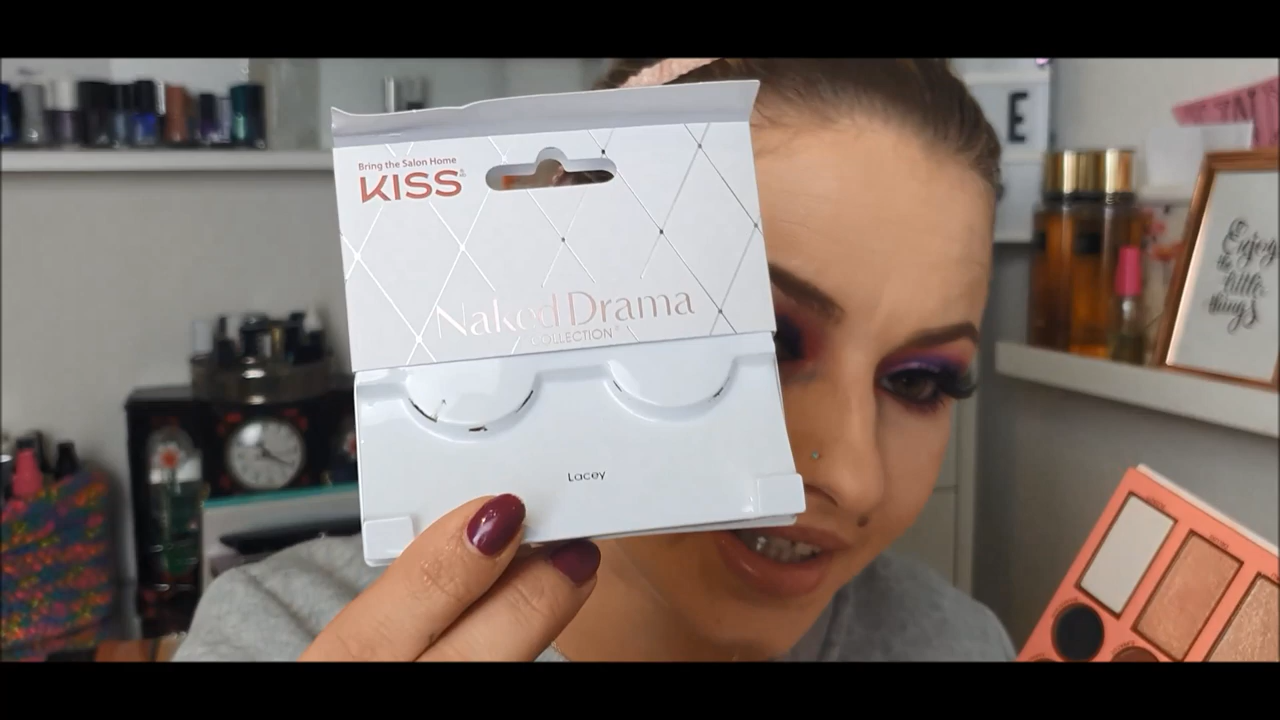 Bring the Salon Home
KISS®
Naked Drama
COLLECTION®
Lacey
E
Enjoy
the
little
things